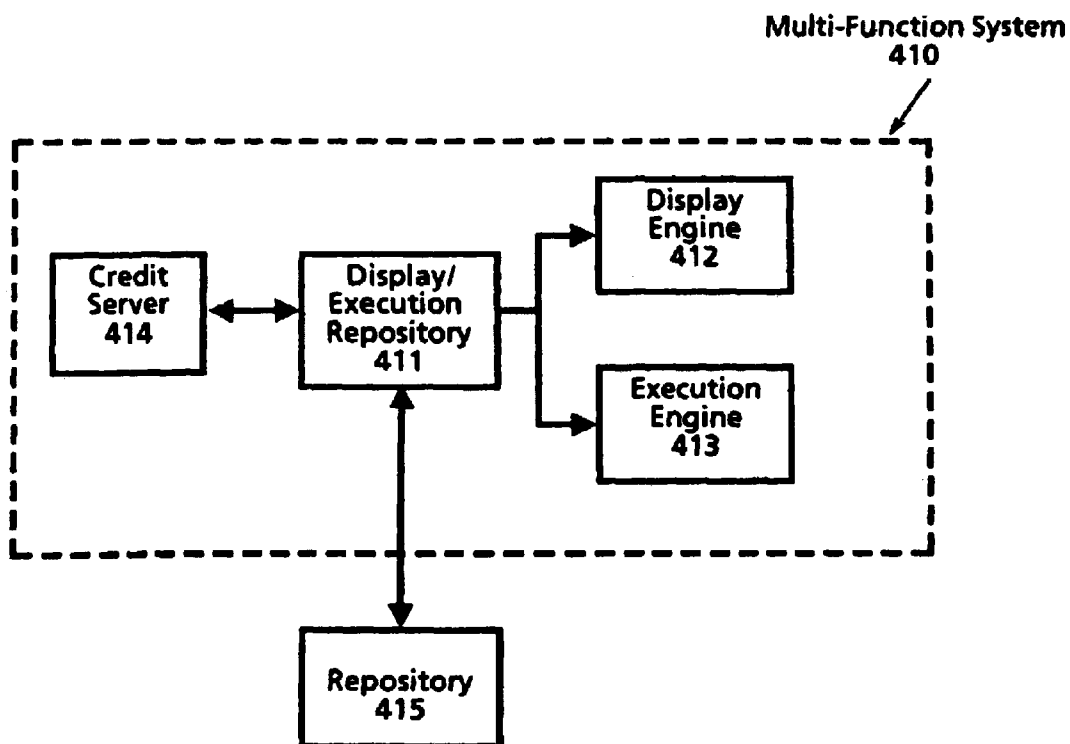 Multi-Function System
410
Display
Engine
412
Credit
Server
414
Display/
Execution
Repository
411
Execution
Engine
413
Repository
415